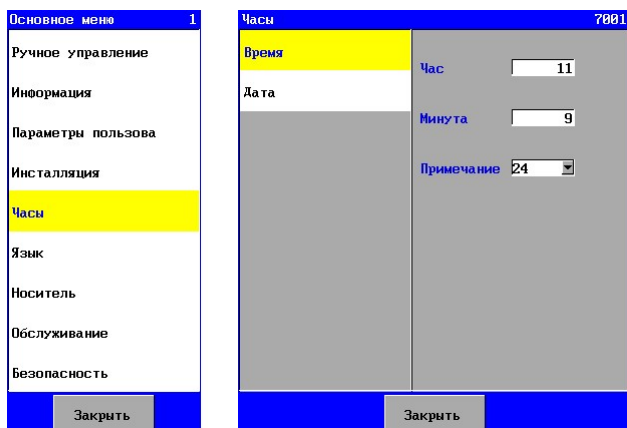 Основное меню 1
Ручное управление
Информация
Параметры пользова
Инсталляция
Часы
Язык
Носитель
Обслуживание
Безопасность
Закрыть
Часы 7001
Время
Дата
Час 11
Минута 9
Примечание 24
Закрыть